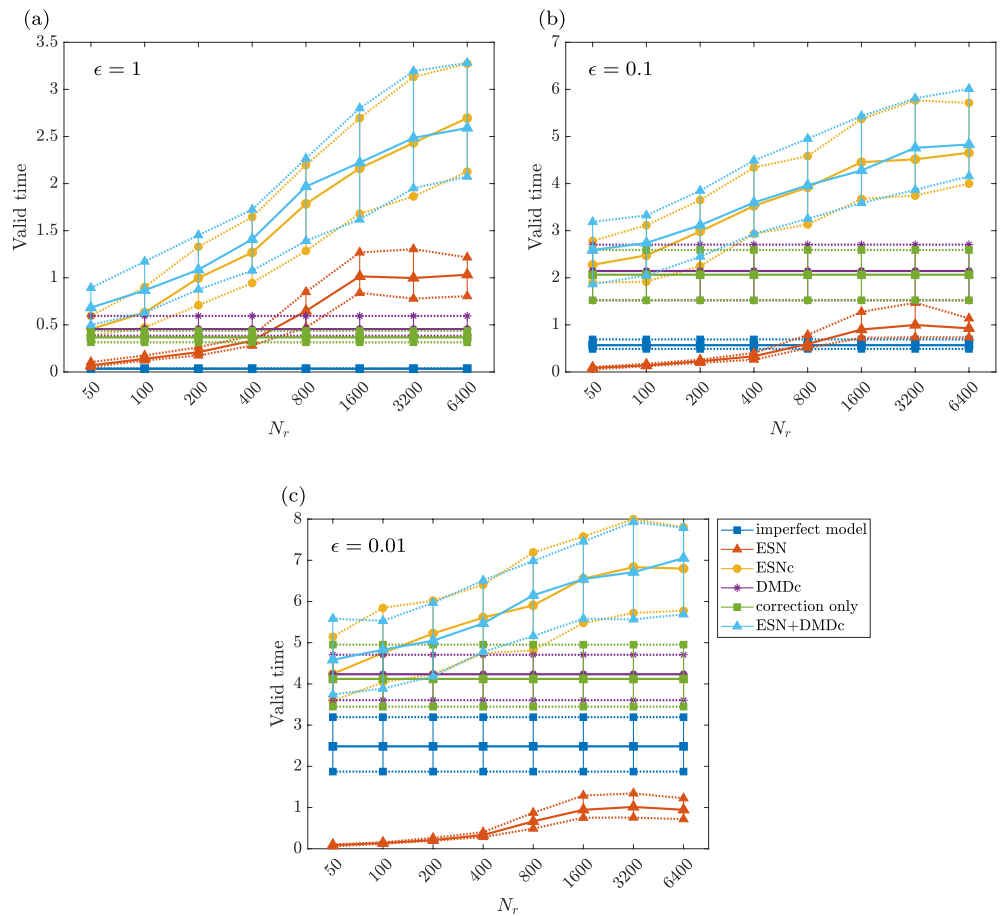 (a)
ϵ = 1
3.5
3
2.5
2
1.5
1
0.5
0
Valid time
50 100 200 400 800 1600 3200 6400
N_r
(b)
ϵ = 0.1
7
6
5
4
3
2
1
0
Valid time
50 100 200 400 800 1600 3200 6400
N_r
(c)
ϵ = 0.01
8
7
6
5
4
3
2
1
0
Valid time
50 100 200 400 800 1600 3200 6400
N_r
imperfect model
ESN
ESNc
DMDc
correction only
ESN+DMDc